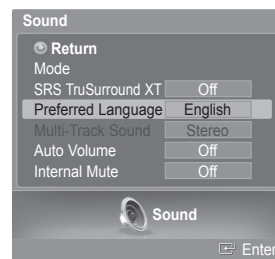 Sound
Return
Mode
SRS TruSurround XT Off
Preferred Language English
Multi-Track Sound Stereo
Auto Volume Off
Internal Mute Off
Sound
Enter